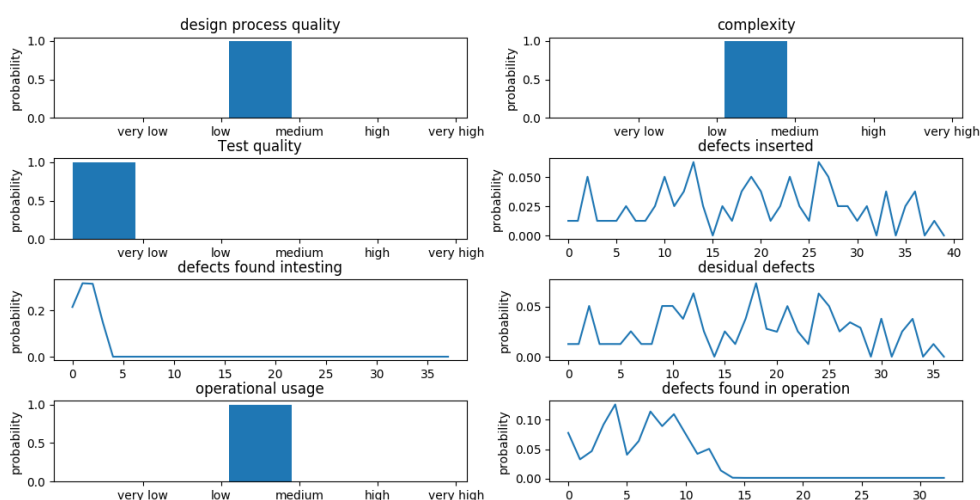 design process quality
probability
1.0
0.5
0.0
very low low medium high very high
complexity
probability
1.0
0.5
0.0
very low low medium high very high
Test quality
probability
1.0
0.5
0.0
very low low medium high very high
defects inserted
probability
0.050
0.025
0.000
0 5 10 15 20 25 30 35 40
defects found intesting
probability
0.2
0.0
0 5 10 15 20 25 30 35
desidual defects
probability
0.05
0.00
0 5 10 15 20 25 30 35
operational usage
probability
1.0
0.5
0.0
very low low medium high very high
defects found in operation
probability
0.10
0.05
0.00
0 5 10 15 20 25 30